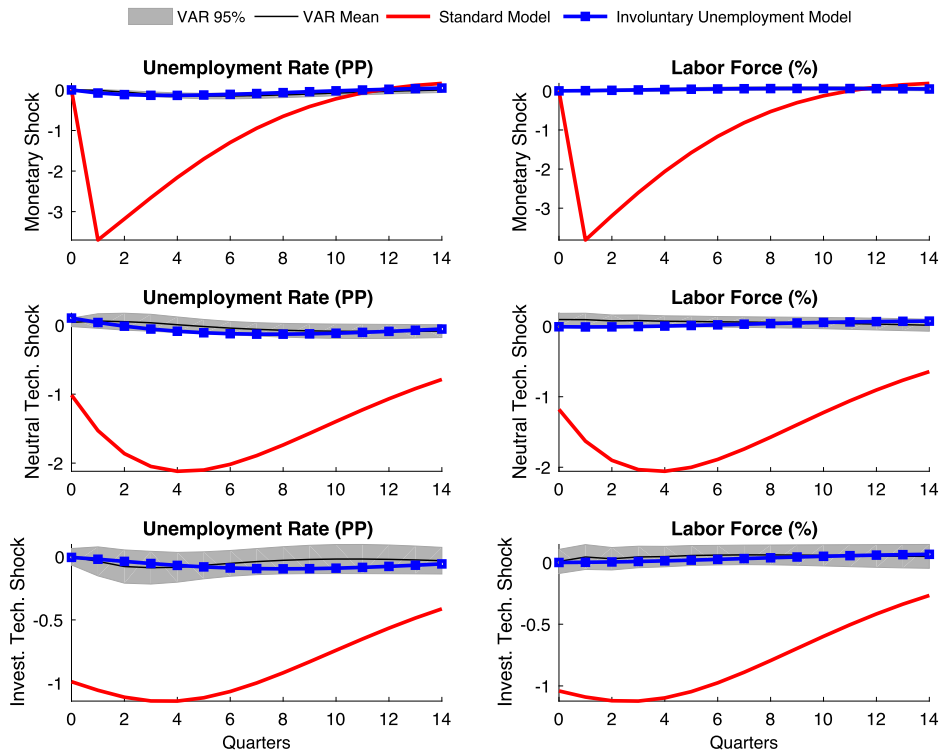 VAR 95% VAR Mean Standard Model Involuntary Unemployment Model
Unemployment Rate (PP)
Monetary Shock
0
-1
-2
-3
0 2 4 6 8 10 12 14
Labor Force (%)
Monetary Shock
0
-1
-2
-3
0 2 4 6 8 10 12 14
Unemployment Rate (PP)
Neutral Tech. Shock
0
-1
-2
0 2 4 6 8 10 12 14
Labor Force (%)
Neutral Tech. Shock
0
-1
-2
0 2 4 6 8 10 12 14
Unemployment Rate (PP)
Invest. Tech. Shock
0
-0.5
-1
0 2 4 6 8 10 12 14
Quarters
Labor Force (%)
Invest. Tech. Shock
0
-0.5
-1
0 2 4 6 8 10 12 14
Quarters